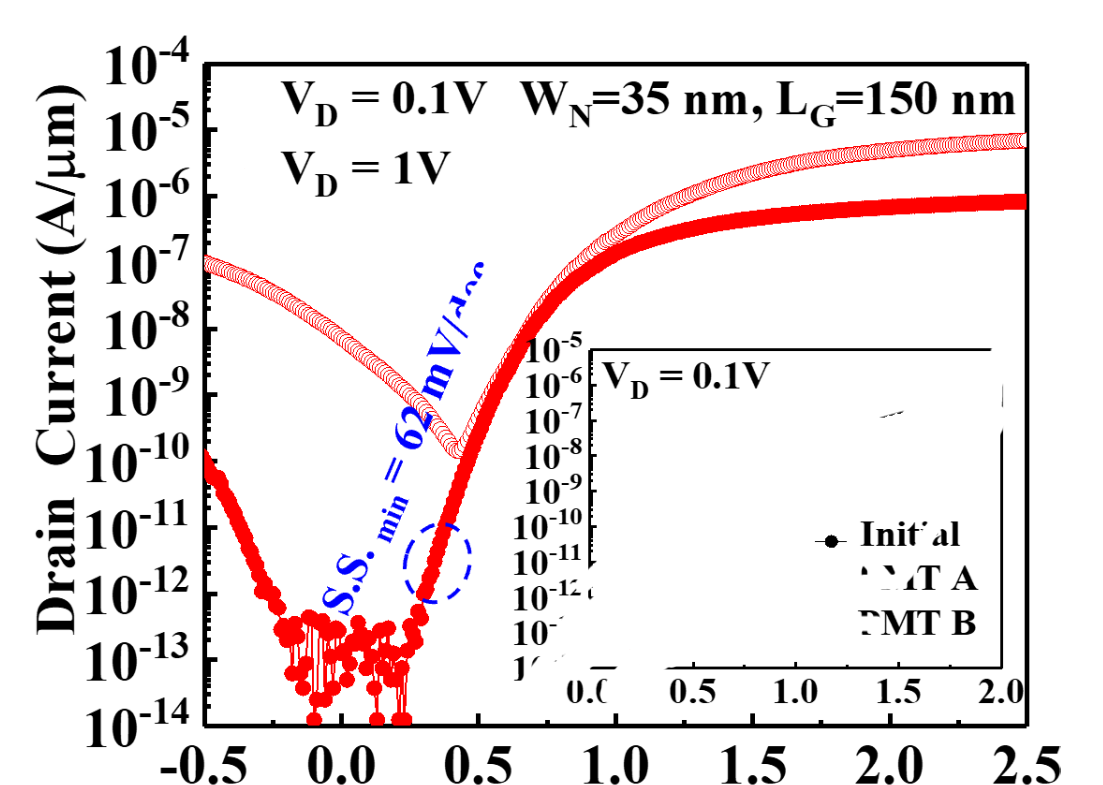 V_D = 0.1V W_N=35 nm, L_G=150 nm
V_D = 1V
Drain Current (A/μm)
10^-4
10^-5
10^-6
10^-7
10^-8
10^-9
10^-10
10^-11
10^-12
10^-13
10^-14
-0.5 0.0 0.5 1.0 1.5 2.0 2.5
S.S. min = 62
V_D = 0.1V
10^-5
10^-6
10^-7
10^-8
10^-9
10^-10
10^-11
0.5 1.0 1.5 2.0
A
B